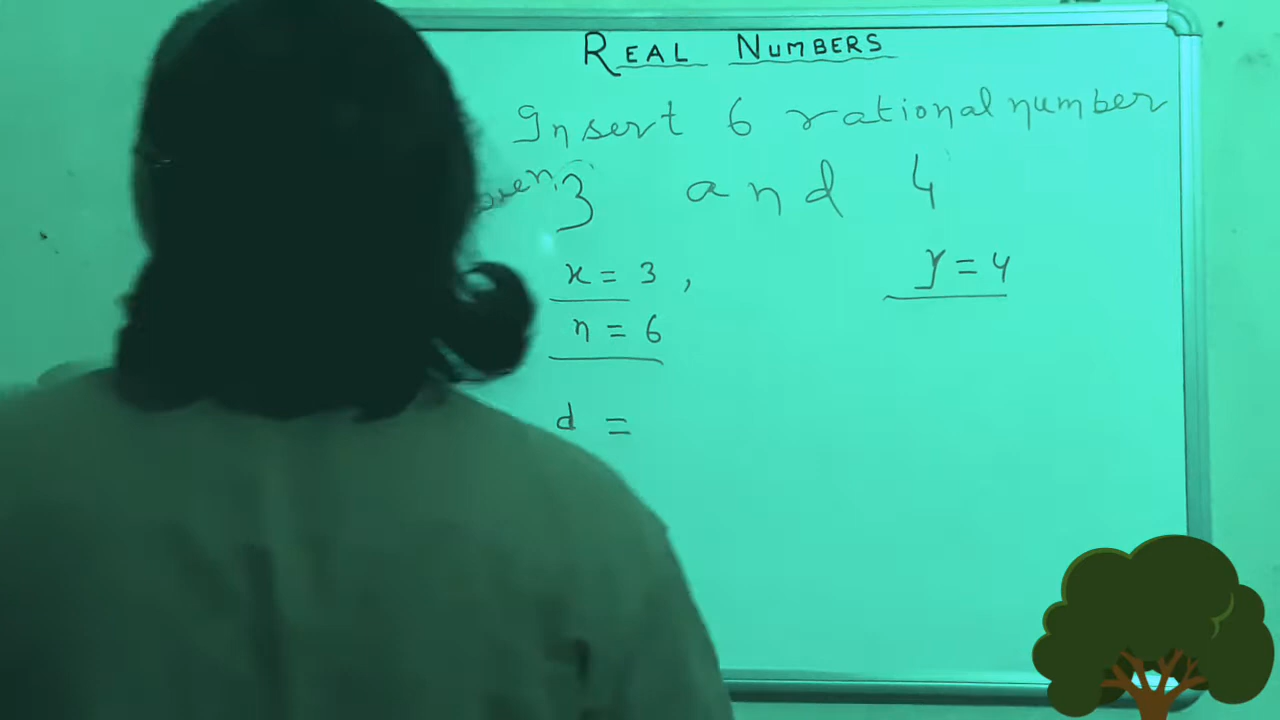 REAL NUMBERS
Insert 6 rational number
3 and 4
x = 3, y = 4
n = 6
d =